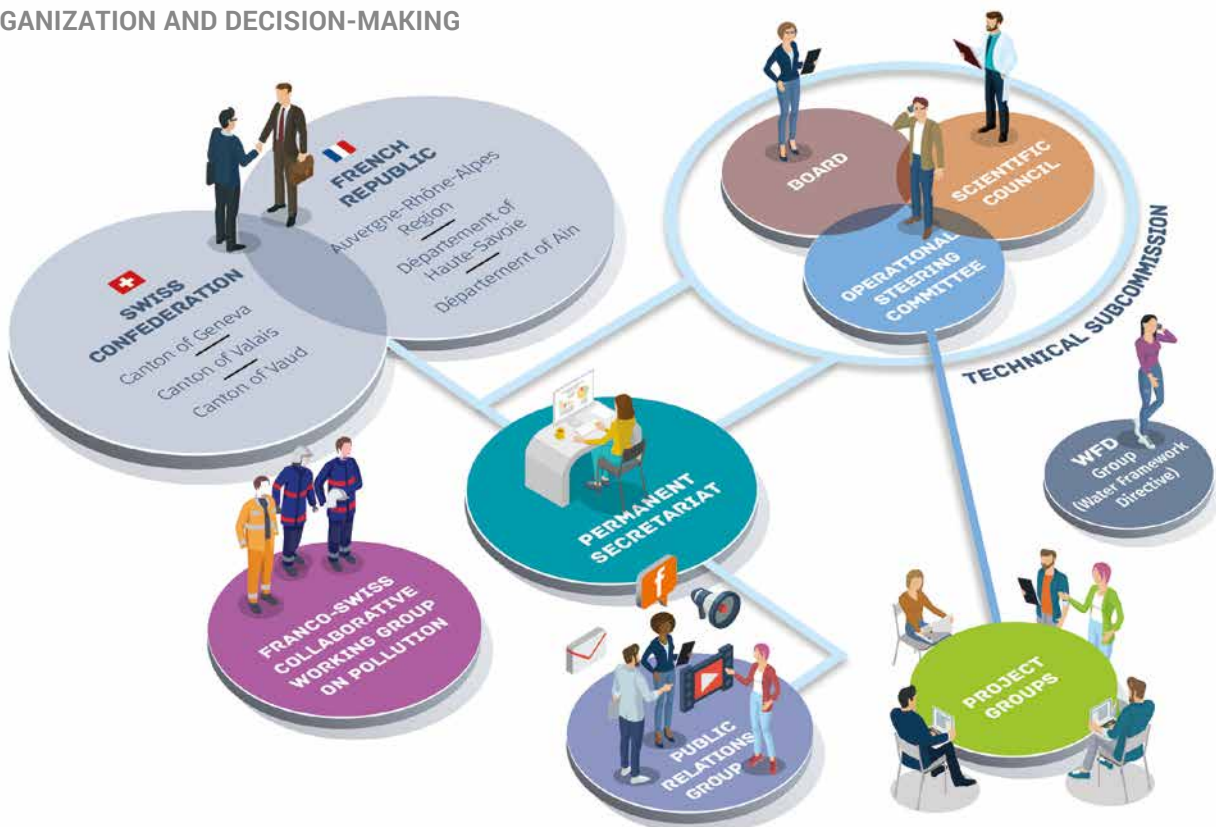 GANIZATION AND DECISION-MAKING
SWISS
CONFEDERATION
Canton of Geneva
Canton of Valais
Canton of Vaud
FRENCH
REPUBLIC
Auvergne-Rhône-Alpes
Region
Département of
Haute-Savoie
Département of Ain
BOARD
SCIENTIFIC
COUNCIL
OPERATIONAL
STEERING
COMMITTEE
TECHNICAL SUBCOMMISSION
WFD
Group
(Water Framework
Directive)
PERMANENT
SECRETARIAT
FRANCO-SWISS
COLLABORATIVE
WORKING GROUP
ON POLLUTION
f
PUBLIC
RELATIONS
GROUP
PROJECT
GROUPS